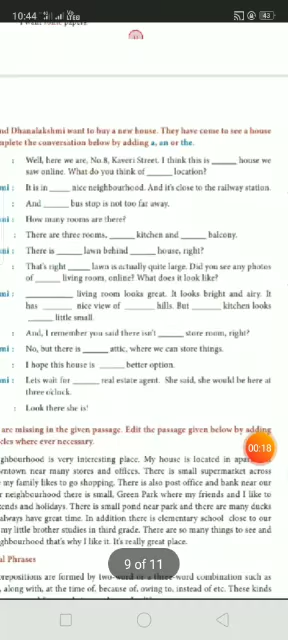 10:44
43
nd Dhanalakshmi want to buy a new house. They have come to see a house
mplete the conversation below by adding a, an or the.
: Well, here we are, No.8, Kaveri Street. I think this is _____ house we
saw online. What do you think of _____ location?
mi : It is in _____ nice neighbourhood. And it's close to the railway station.
: And _____ bus stop is not too far away.
mi : How many rooms are there?
: There are three rooms, _____ kitchen and _____ balcony.
mi : There is _____ lawn behind _____ house, right?
: That's right _____ lawn is actually quite large. Did you see any photos
of _____ living room, online? What does it look like?
mi : _____ living room looks great. It looks bright and airy. It
has _____ nice view of _____ hills. But _____ kitchen looks
_____ little small.
: And, I remember you said there isn't _____ store room, right?
mi : No, but there is _____ attic, where we can store things.
: I hope this house is _____ better option.
mi : Lets wait for _____ real estate agent. She said, she would be here at
three o'clock.
: Look there she is!
are missing in the given passage. Edit the passage given below by adding
cles where ever necessary.
00:18
ghbourhood is very interesting place. My house is located in apa
wntown near many stores and offices. There is small supermarket across
my family likes to go shopping. There is also post office and bank near our
r neighbourhood there is small, Green Park where my friends and I like to
ends and holidays. There is small pond near park and there are many ducks
always have great time. In addition there is elementary school close to our
my little brother studies in third grade. There are so many things to see and
ghbourhood that's why I like it. It's really great place.
al Phrases
9 of 11
repositions are formed by two-word or a three-word combination such as
, along with, at the time of, because of, owing to, instead of etc. These kinds